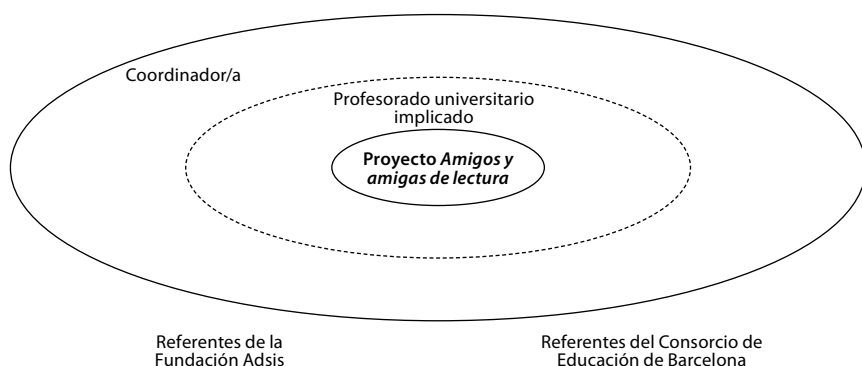 Coordinador/a
Profesorado universitario
implicado
Proyecto Amigos y
amigas de lectura
Referentes de la
Fundación Adsis
Referentes del Consorcio de
Educación de Barcelona